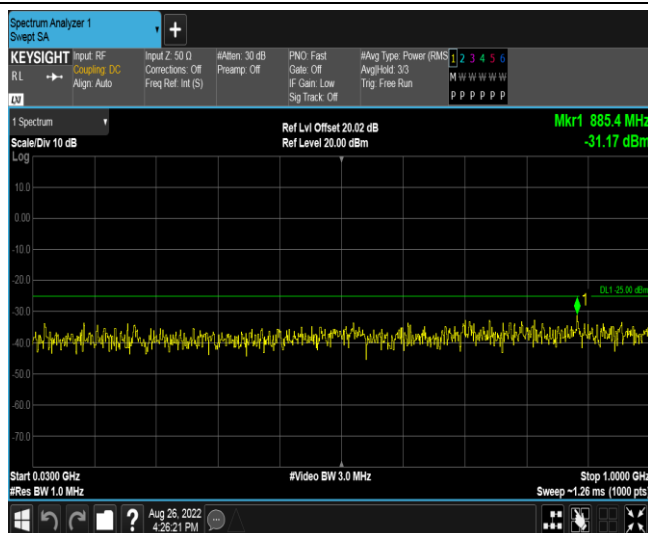 Spectrum Analyzer 1
Swept SA
KEYSIGHT
RL
LXI
Input: RF
Coupling: DC
Align: Auto
Input Z: 50 Ω
Corrections: Off
Freq Ref: Int (S)
#Atten: 30 dB
Preamp: Off
PNO: Fast
Gate: Off
IF Gain: Low
Sig Track: Off
#Avg Type: Power (RMS
Avg|Hold: 3/3
Trig: Free Run
1 2 3 4 5 6
M W W W W W
P P P P P P
1 Spectrum
Scale/Div 10 dB
Log
Ref Lvl Offset 20.02 dB
Ref Level 20.00 dBm
Mkr1 885.4 MHz
-31.17 dBm
10.0
0.00
-10.0
-20.0
DL1 -25.00 dBm
1
-30.0
-40.0
-50.0
-60.0
-70.0
Start 0.0300 GHz
#Video BW 3.0 MHz
Stop 1.0000 GHz
#Res BW 1.0 MHz
Sweep ~1.26 ms (1000 pts)
?
Aug 26, 2022
4:26:21 PM